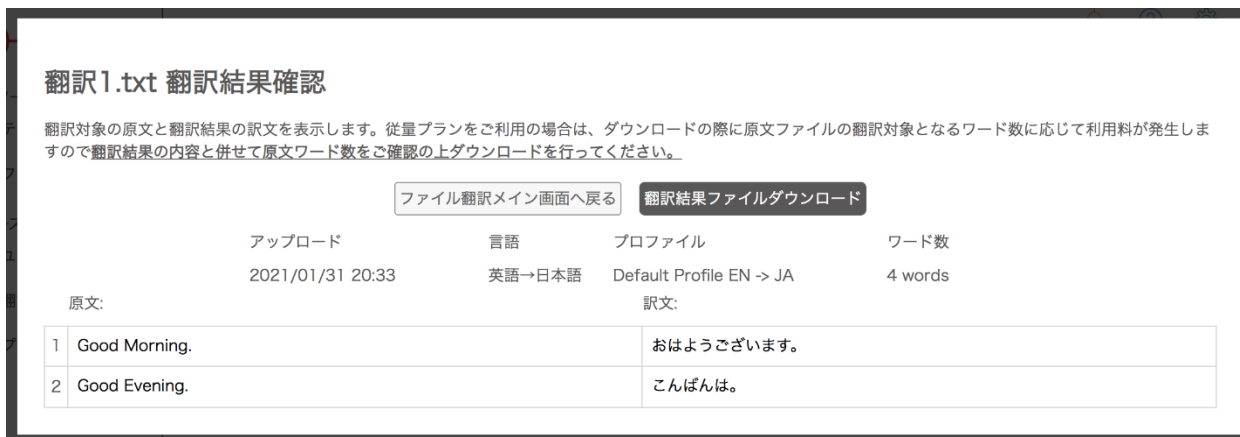 翻訳1.txt 翻訳結果確認
翻訳対象の原文と翻訳結果の訳文を表示します。従量プランをご利用の場合は、ダウンロードの際に原文ファイルの翻訳対象となるワード数に応じて利用料が発生しま
すので翻訳結果の内容と併せて原文ワード数をご確認の上ダウンロードを行ってください。
ファイル翻訳メイン画面へ戻る 翻訳結果ファイルダウンロード
アップロード 言語 プロファイル ワード数
2021/01/31 20:33 英語→日本語 Default Profile EN -> JA 4 words
原文: 訳文:
1 Good Morning. おはようございます。
2 Good Evening. こんばんは。